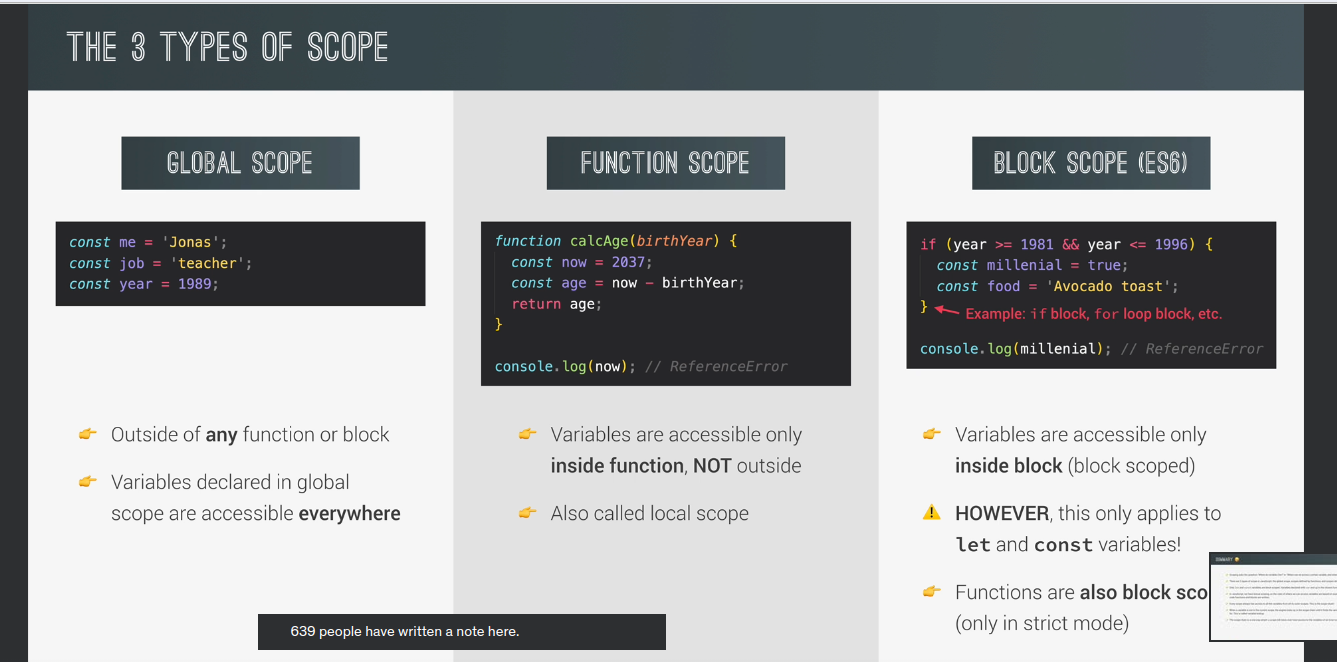 THE 3 TYPES OF SCOPE
GLOBAL SCOPE
const me = 'Jonas';
const job = 'teacher';
const year = 1989;
👉 Outside of any function or block
👉 Variables declared in global
scope are accessible everywhere
FUNCTION SCOPE
function calcAge(birthYear) {
const now = 2037;
const age = now − birthYear;
return age;
}
console.log(now); // ReferenceError
👉 Variables are accessible only
inside function, NOT outside
👉 Also called local scope
BLOCK SCOPE (ES6)
if (year >= 1981 && year <= 1996) {
const millenial = true;
const food = 'Avocado toast';
}
Example: if block, for loop block, etc.
console.log(millenial); // ReferenceError
👉 Variables are accessible only
inside block (block scoped)
⚠️ HOWEVER, this only applies to
let and const variables!
👉 Functions are also block sco
(only in strict mode)
639 people have written a note here.